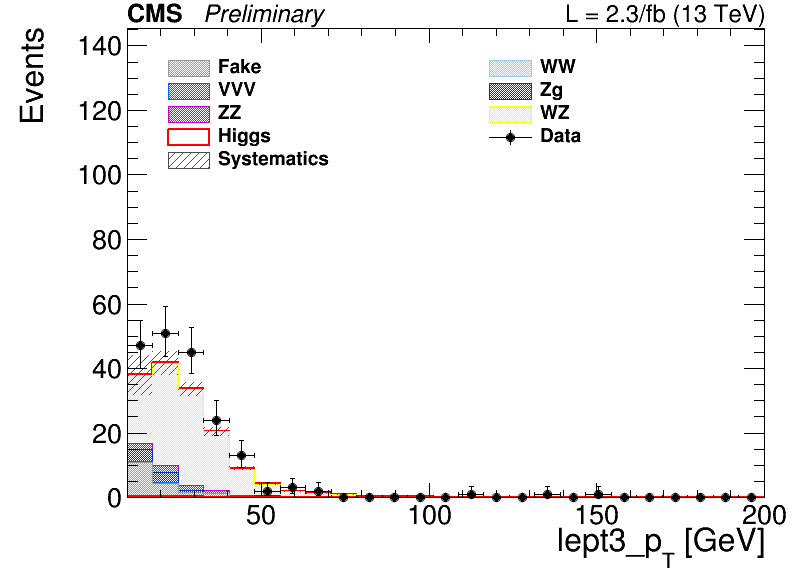 CMS Preliminary L = 2.3/fb (13 TeV)
Events
140
120
100
80
60
40
20
0
Fake
VVV
ZZ
Higgs
Systematics
WW
Zg
WZ
Data
50 100 150 200
lept3_p_T [GeV]